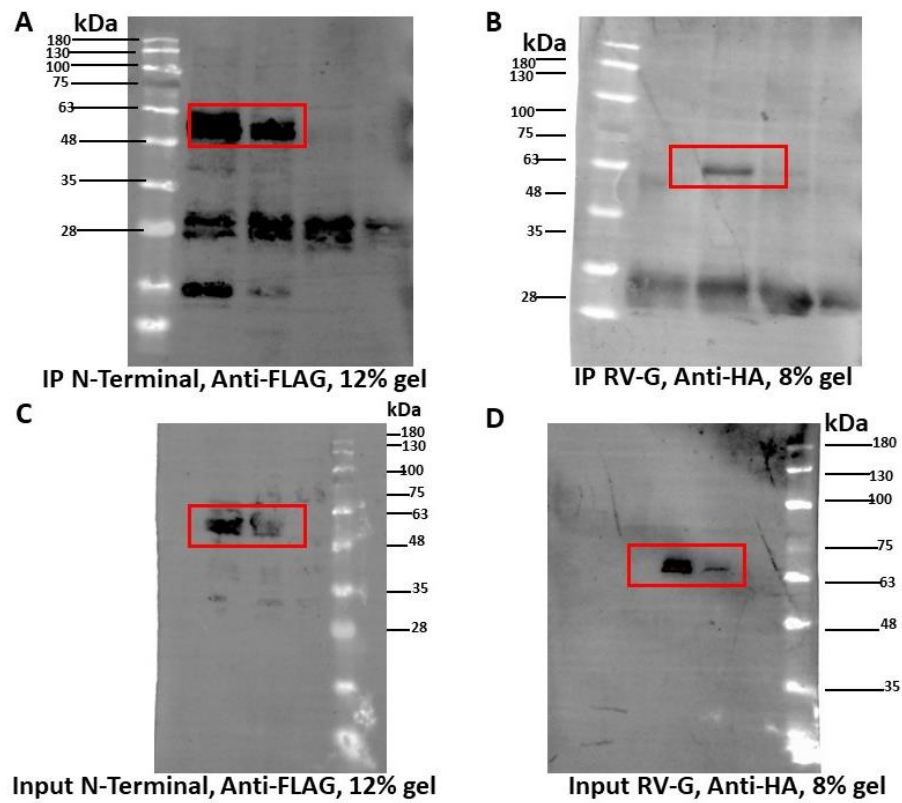 A
kDa
180
130
100
75
63
48
35
28
IP N-Terminal, Anti-FLAG, 12% gel
B
kDa
180
130
100
75
63
48
35
28
IP RV-G, Anti-HA, 8% gel
C
kDa
180
130
100
75
63
48
35
28
Input N-Terminal, Anti-FLAG, 12% gel
D
kDa
180
130
100
75
63
48
35
Input RV-G, Anti-HA, 8% gel